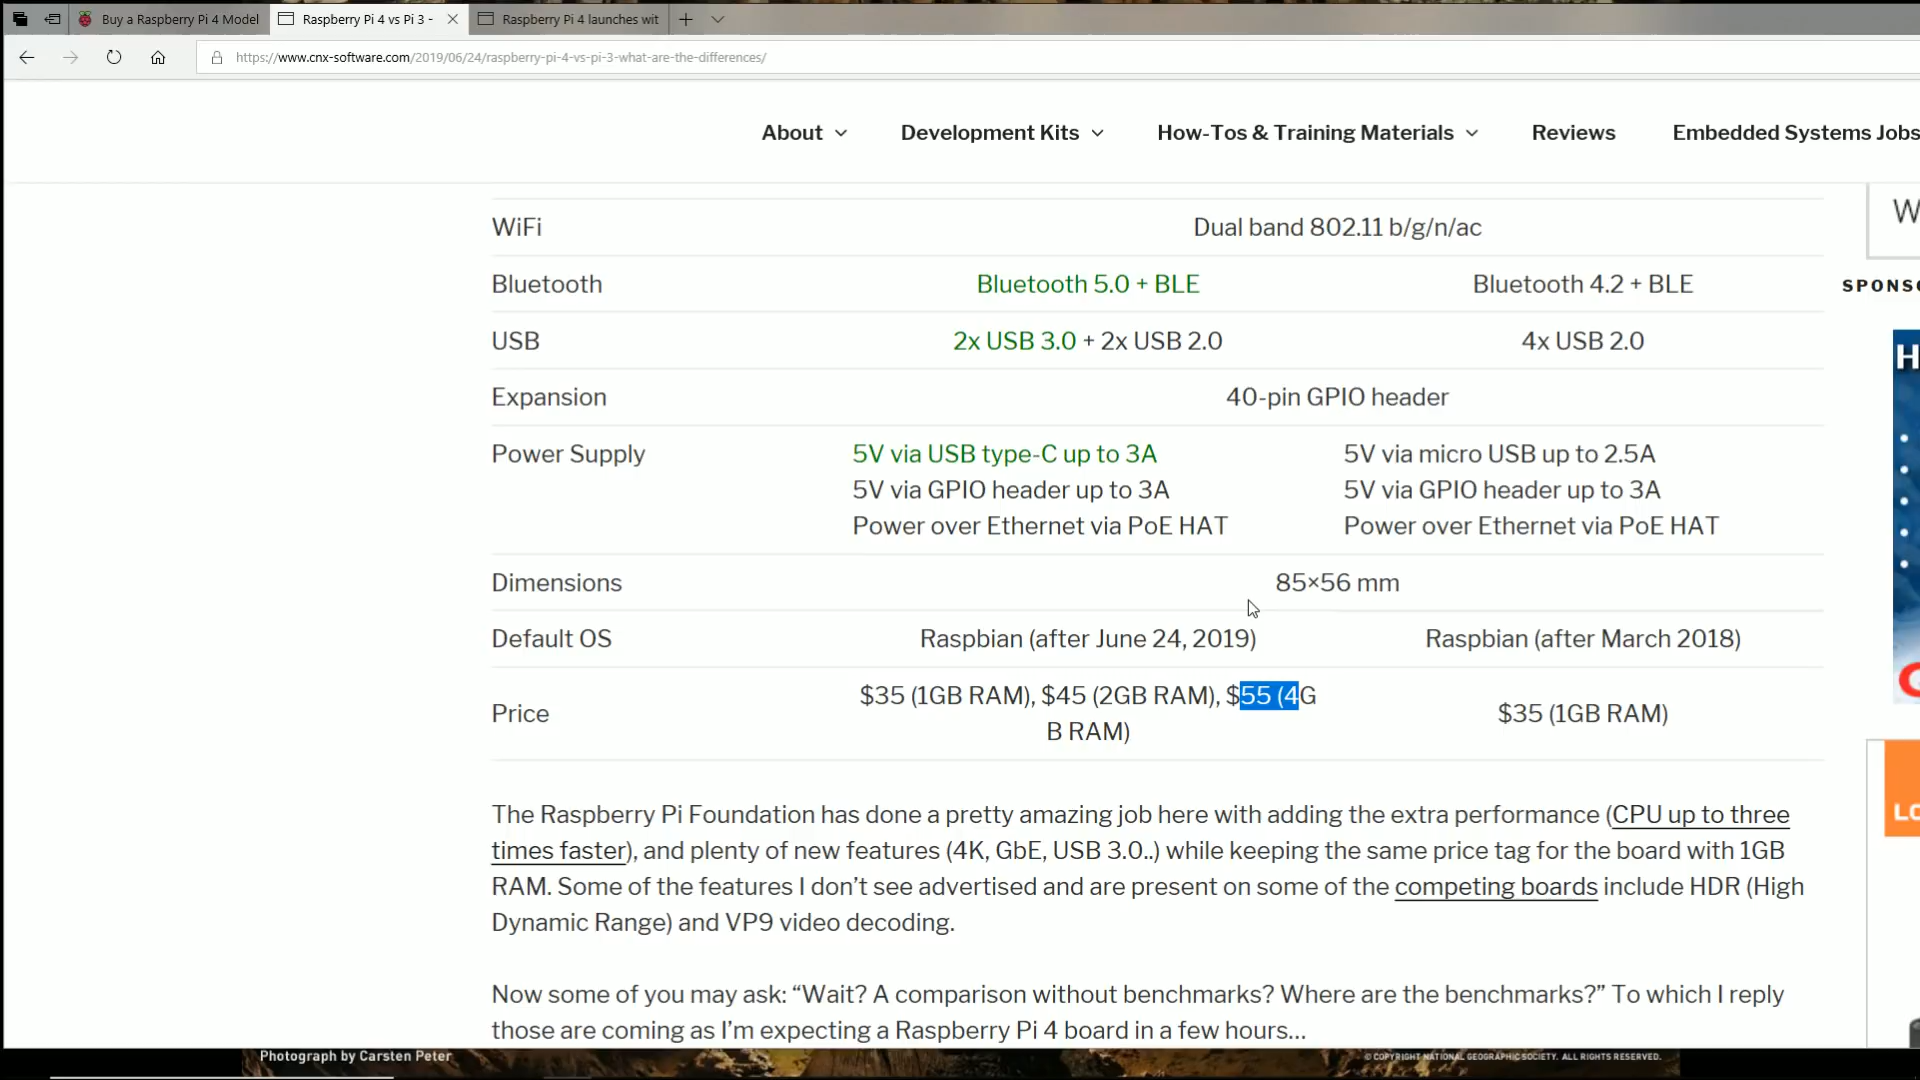 Buy a Raspberry Pi 4 Model
Raspberry Pi 4 vs Pi 3 -
Raspberry Pi 4 launches wit
https://www.cnx-software.com/2019/06/24/raspberry-pi-4-vs-pi-3-what-are-the-differences/
About Development Kits How-Tos & Training Materials Reviews Embedded Systems Jobs
WiFi Dual band 802.11 b/g/n/ac
Bluetooth Bluetooth 5.0 + BLE Bluetooth 4.2 + BLE
SPONS
USB 2x USB 3.0 + 2x USB 2.0 4x USB 2.0
Expansion 40-pin GPIO header
Power Supply 5V via USB type-C up to 3A 5V via micro USB up to 2.5A
5V via GPIO header up to 3A 5V via GPIO header up to 3A
Power over Ethernet via PoE HAT Power over Ethernet via PoE HAT
Dimensions 85×56 mm
Default OS Raspbian (after June 24, 2019) Raspbian (after March 2018)
Price $35 (1GB RAM), $45 (2GB RAM), $55 (4G
B RAM) $35 (1GB RAM)
The Raspberry Pi Foundation has done a pretty amazing job here with adding the extra performance (CPU up to three
times faster), and plenty of new features (4K, GbE, USB 3.0..) while keeping the same price tag for the board with 1GB
RAM. Some of the features I don’t see advertised and are present on some of the competing boards include HDR (High
Dynamic Range) and VP9 video decoding.
Now some of you may ask: “Wait? A comparison without benchmarks? Where are the benchmarks?” To which I reply
those are coming as I’m expecting a Raspberry Pi 4 board in a few hours…
Photograph by Carsten Peter
© COPYRIGHT NATIONAL GEOGRAPHIC SOCIETY. ALL RIGHTS RESERVED.